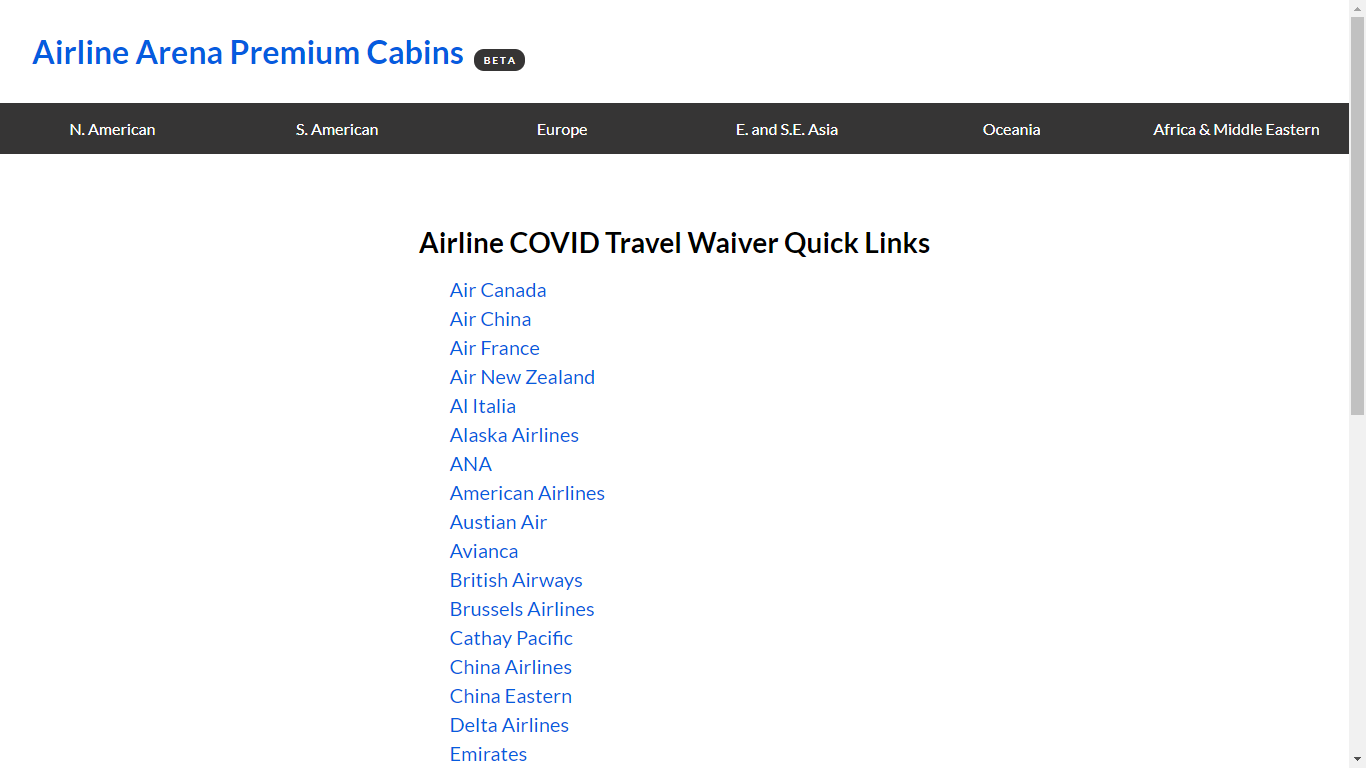 Airline Arena Premium Cabins BETA
N. American S. American Europe E. and S.E. Asia Oceania Africa & Middle Eastern
Airline COVID Travel Waiver Quick Links
Air Canada
Air China
Air France
Air New Zealand
Al Italia
Alaska Airlines
ANA
American Airlines
Austian Air
Avianca
British Airways
Brussels Airlines
Cathay Pacific
China Airlines
China Eastern
Delta Airlines
Emirates